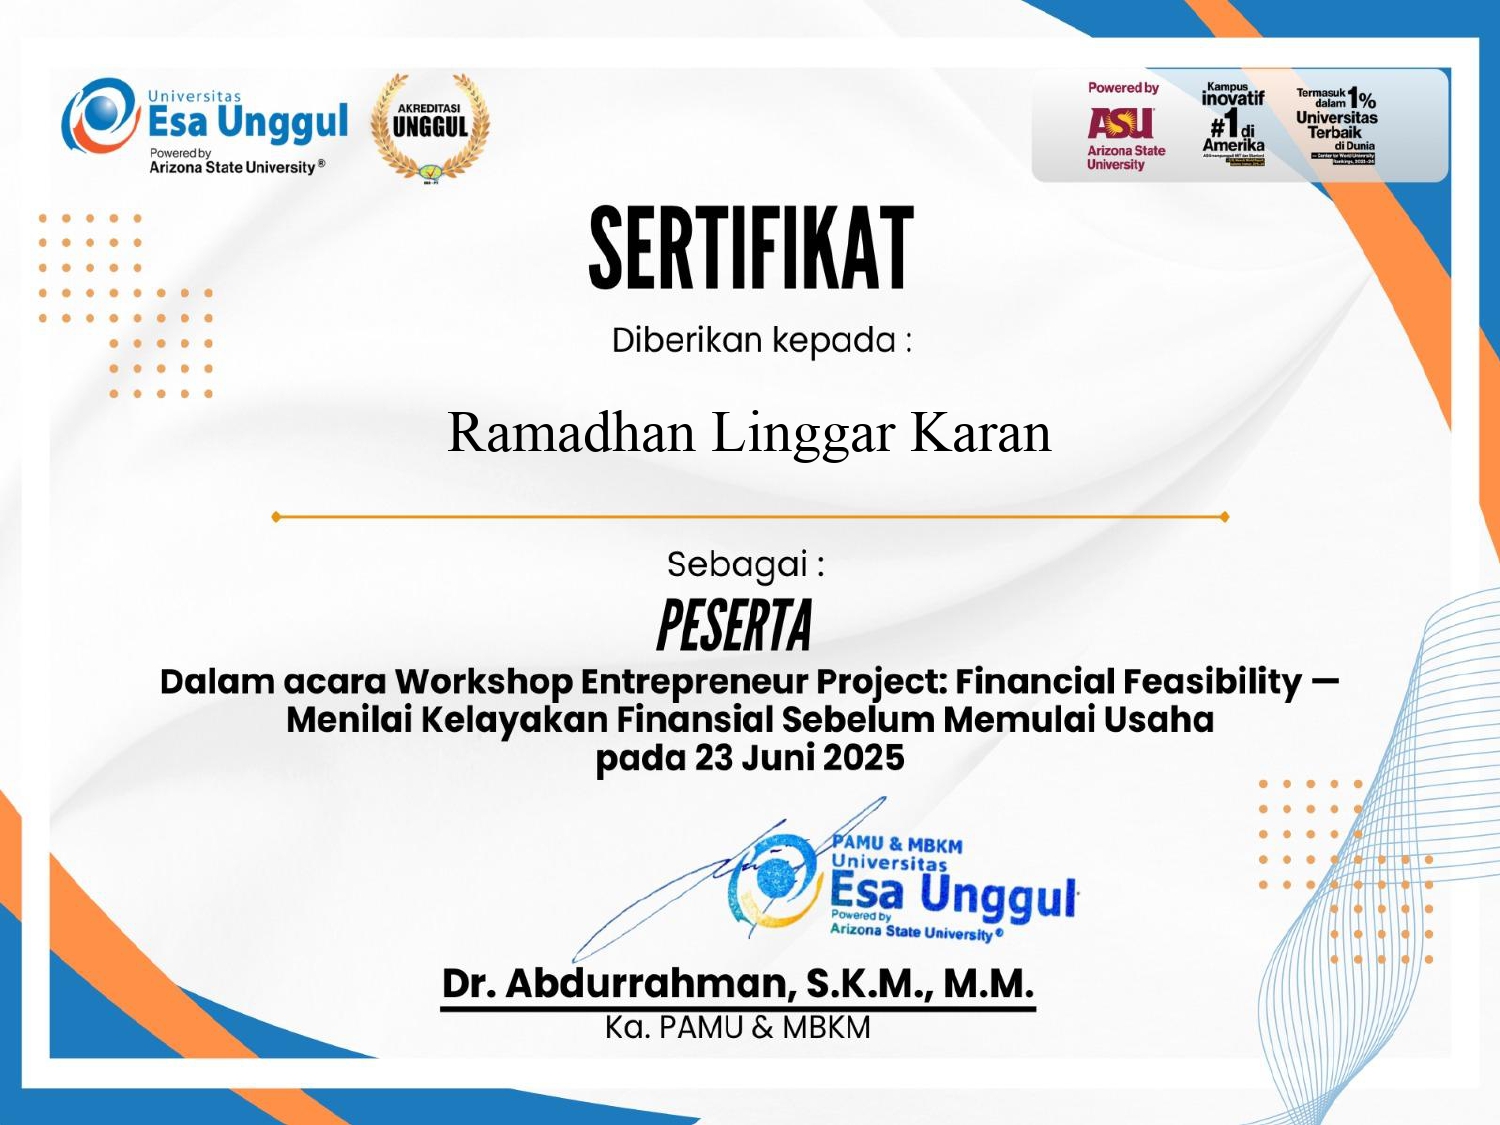 Universitas
Esa Unggul
Powered by
Arizona State University®
AKREDITASI
UNGGUL
Powered by
ASU
Arizona State
University
Kampus
inovatif
#1 di
Amerika
Termasuk
dalam 1%
Universitas
Terbaik
di Dunia
SERTIFIKAT
Diberikan kepada :
Ramadhan Linggar Karan
Sebagai :
PESERTA
Dalam acara Workshop Entrepreneur Project: Financial Feasibility —
Menilai Kelayakan Finansial Sebelum Memulai Usaha
pada 23 Juni 2025
PAMU & MBKM
Universitas
Esa Unggul
Powered by
Arizona State University®
Dr. Abdurrahman, S.K.M., M.M.
Ka. PAMU & MBKM